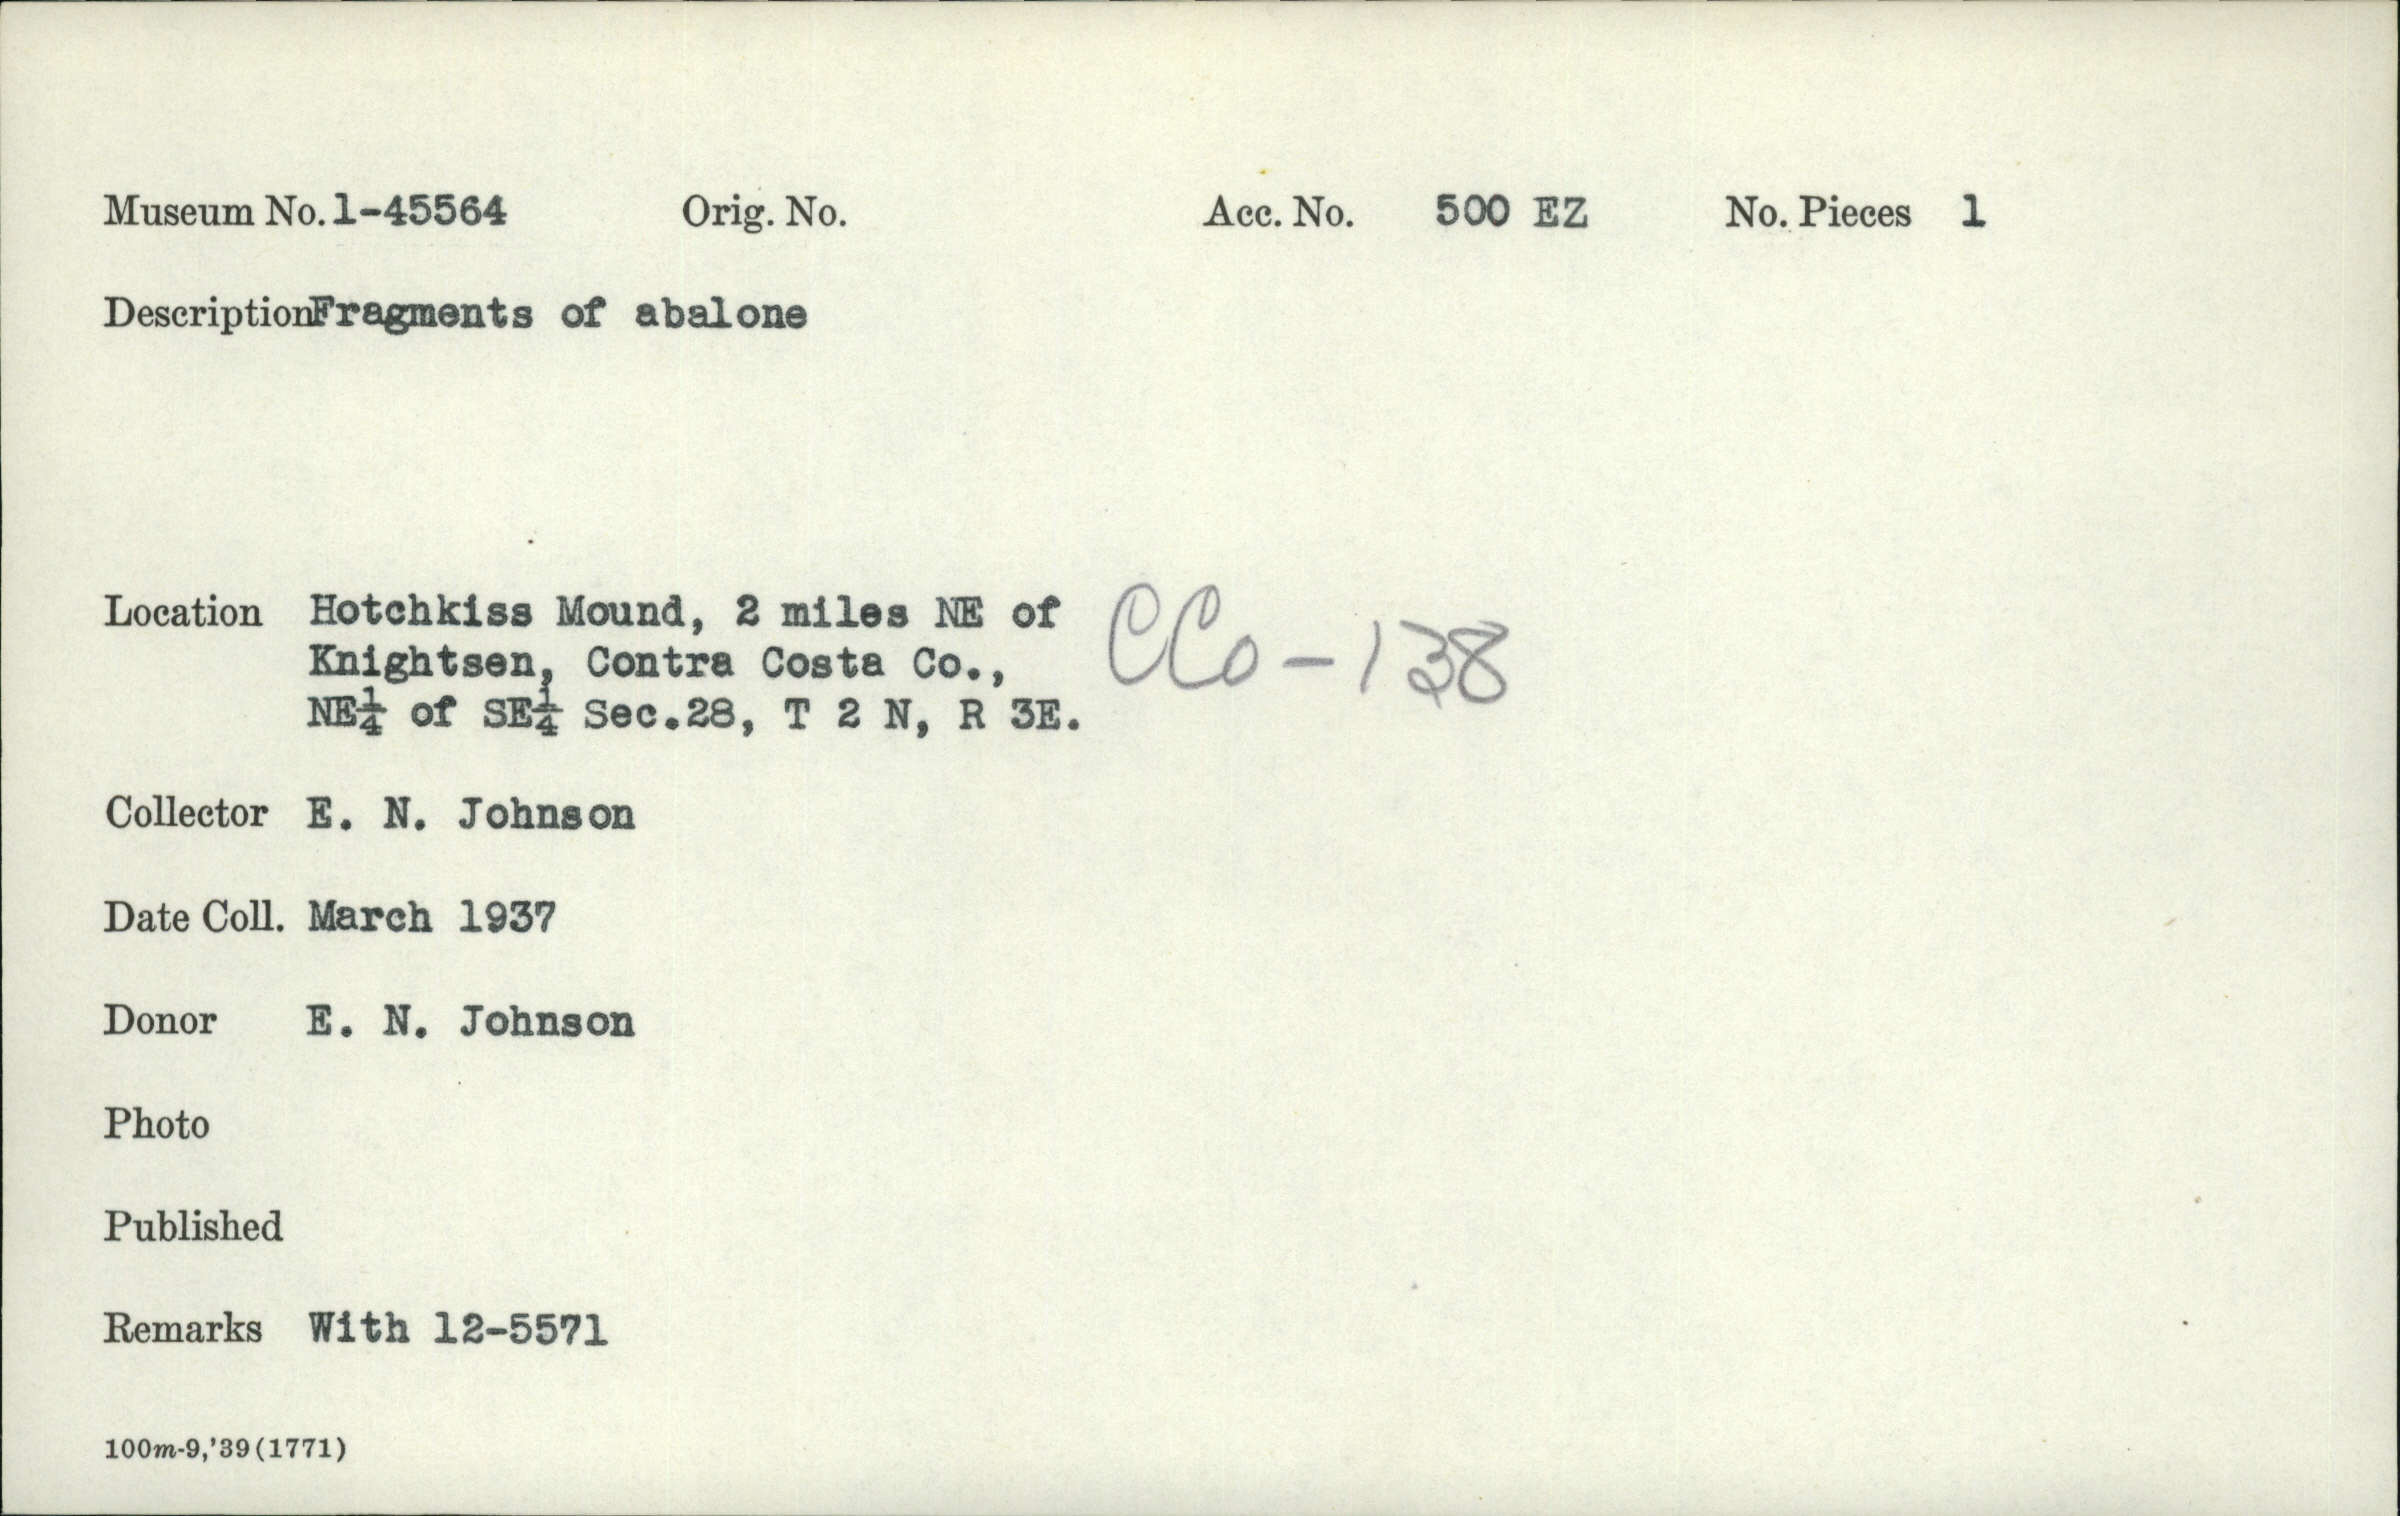 Museum No. 1-45564 Orig. No. Acc. No. 500 EZ No. Pieces 1
Description Fragments of abalone
Location Hotchkiss Mound, 2 miles NE of
Knightsen, Contra Costa Co.,
NE¼ of SE¼ Sec.28, T 2 N, R 3E.
CCo-138
Collector E. N. Johnson
Date Coll. March 1937
Donor E. N. Johnson
Photo
Published
Remarks With 12-5571
100m-9,'39(1771)